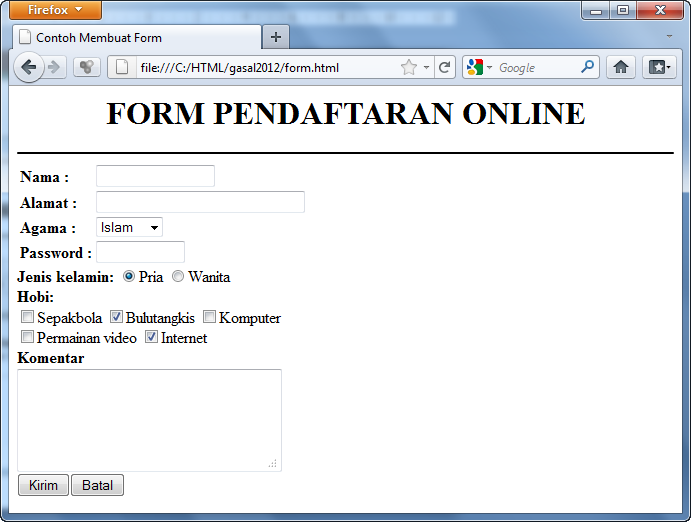 Firefox
Contoh Membuat Form
file:///C:/HTML/gasal2012/form.html
Google
FORM PENDAFTARAN ONLINE
Nama :
Alamat :
Agama : Islam
Password :
Jenis kelamin: Pria Wanita
Hobi:
Sepakbola Bulutangkis Komputer
Permainan video Internet
Komentar
Kirim Batal